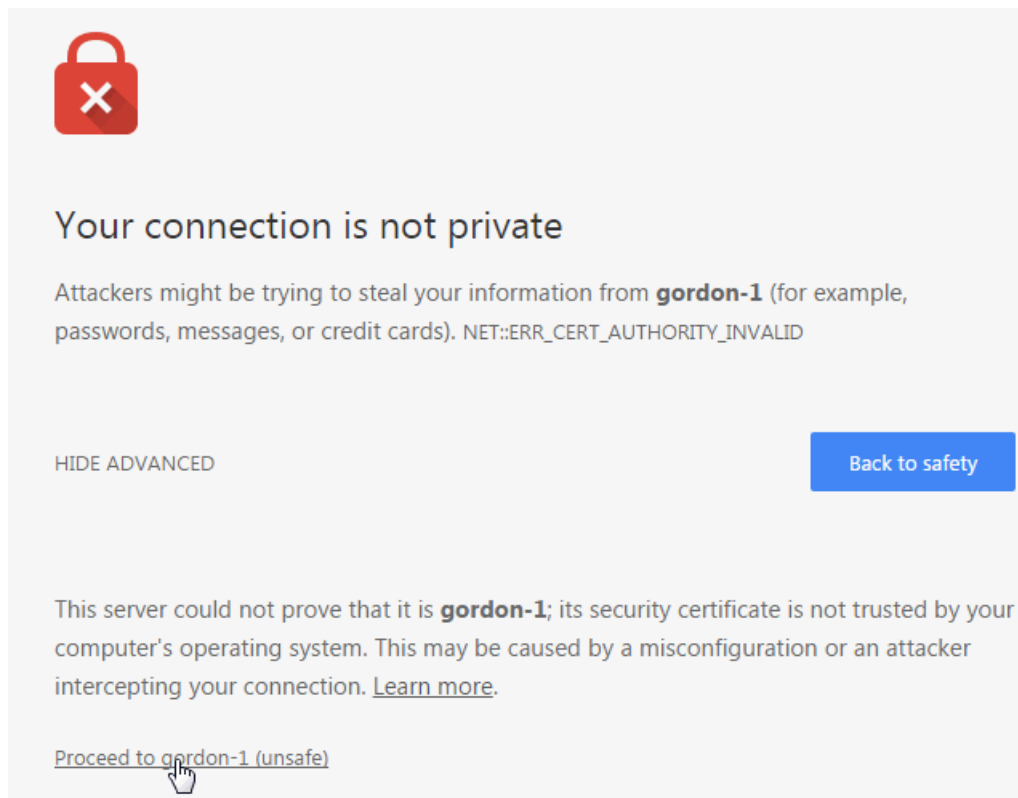 Your connection is not private
Attackers might be trying to steal your information from gordon-1 (for example,
passwords, messages, or credit cards). NET::ERR_CERT_AUTHORITY_INVALID
HIDE ADVANCED
Back to safety
This server could not prove that it is gordon-1; its security certificate is not trusted by your
computer's operating system. This may be caused by a misconfiguration or an attacker
intercepting your connection. Learn more.
Proceed to gordon-1 (unsafe)